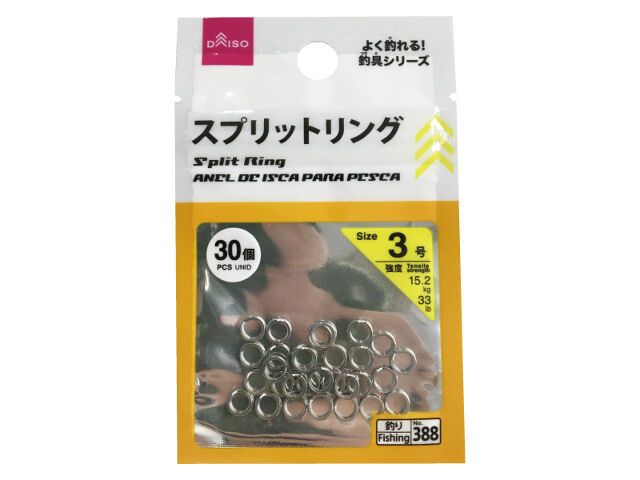 DAISO
よく釣れる!
釣具シリーズ
スプリットリング
Split Ring
ANEL DE ISCA PARA PESCA
30個
PCS UNID
Size 3号
強度 Tensile strength
15.2
kg
33
lb
釣り
Fishing
No.
388